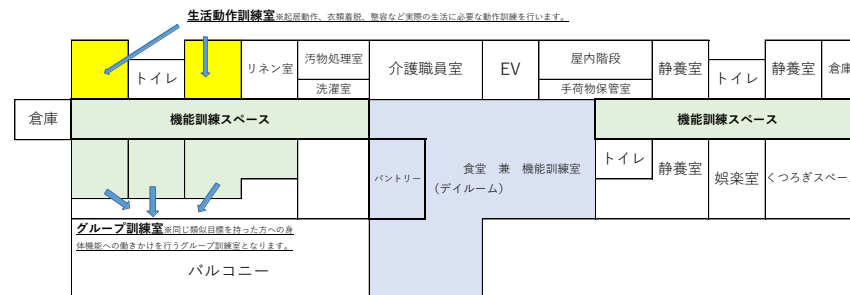 生活動作訓練室※起居動作、衣類着脱、整容など実際の生活に必要な動作訓練を行います。
トイレ
リネン室
汚物処理室
洗濯室
介護職員室
EV
屋内階段
手荷物保管室
静養室
トイレ
静養室
倉庫
倉庫
機能訓練スペース
機能訓練スペース
パントリー
食堂 兼 機能訓練室
(デイルーム)
トイレ
静養室
娯楽室
くつろぎスペー
グループ訓練室※同じ類似目標を持った方への身
体機能への働きかけを行うグループ訓練室となります。
バルコニー